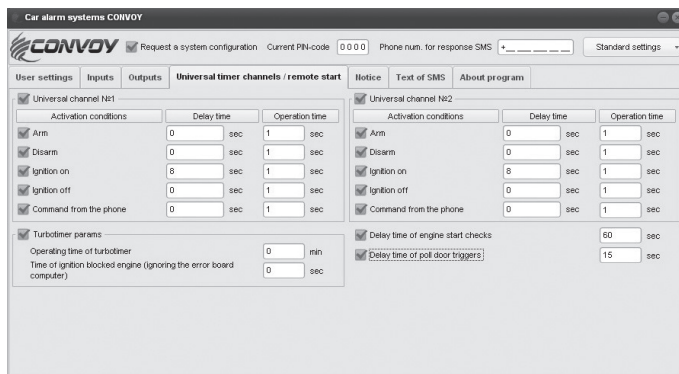 Car alarm systems CONVOY
CONVOY Request a system configuration Current PIN-code 0000 Phone num. for response SMS +__ __ __ __ __ Standard settings
User settings Inputs Outputs Universal timer channels / remote start Notice Text of SMS About program
Universal channel №1
Activation conditions Delay time Operation time
Arm 0 sec 1 sec
Disarm 0 sec 1 sec
Ignition on 8 sec 1 sec
Ignition off 0 sec 1 sec
Command from the phone 0 sec 1 sec
Turbotimer params
Operating time of turbotimer 0 min
Time of ignition blocked engine (ignoring the error board
computer) 0 sec
Universal channel №2
Activation conditions Delay time Operation time
Arm 0 sec 1 sec
Disarm 0 sec 1 sec
Ignition on 8 sec 1 sec
Ignition off 0 sec 1 sec
Command from the phone 0 sec 1 sec
Delay time of engine start checks 60 sec
Delay time of poll door triggers 15 sec